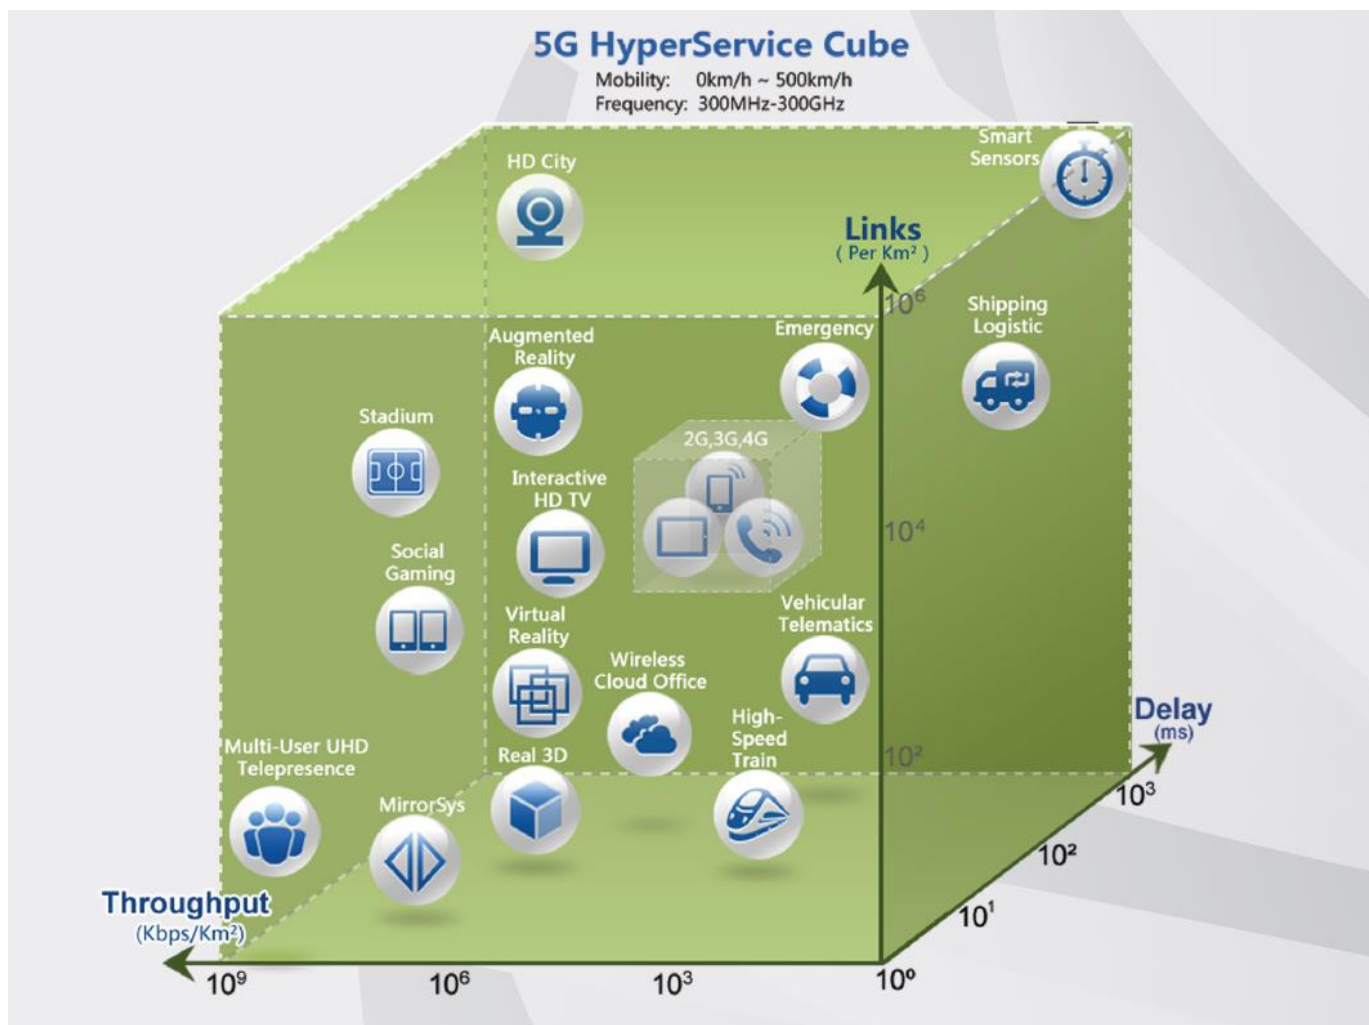 5G HyperService Cube
Mobility: 0km/h ~ 500km/h
Frequency: 300MHz-300GHz
Smart
Sensors
HD City
Links
( Per Km² )
10⁶
Shipping
Logistic
Emergency
Augmented
Reality
Stadium
2G,3G,4G
Interactive
HD TV
10⁴
Social
Gaming
Virtual
Reality
Vehicular
Telematics
Wireless
Cloud Office
High-
Speed
Train
Delay
(ms)
10²
Multi-User UHD
Telepresence
Real 3D
MirrorSys
10³
10²
10¹
Throughput
(Kbps/Km²)
10⁹
10⁶
10³
10⁰